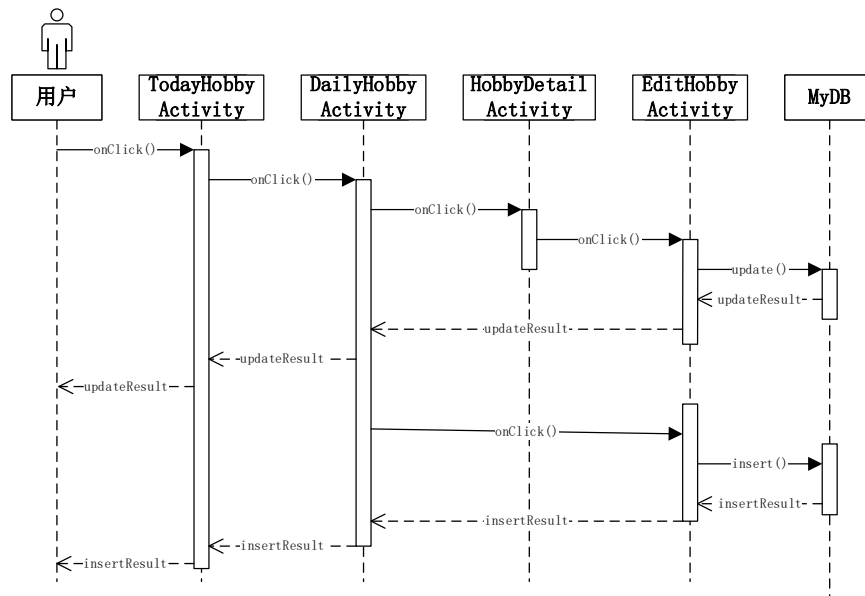 用户
TodayHobby
Activity
DailyHobby
Activity
HobbyDetail
Activity
EditHobby
Activity
MyDB
onClick()
onClick()
onClick()
onClick()
update()
updateResult
updateResult
updateResult
updateResult
onClick()
insert()
insertResult
insertResult
insertResult
insertResult